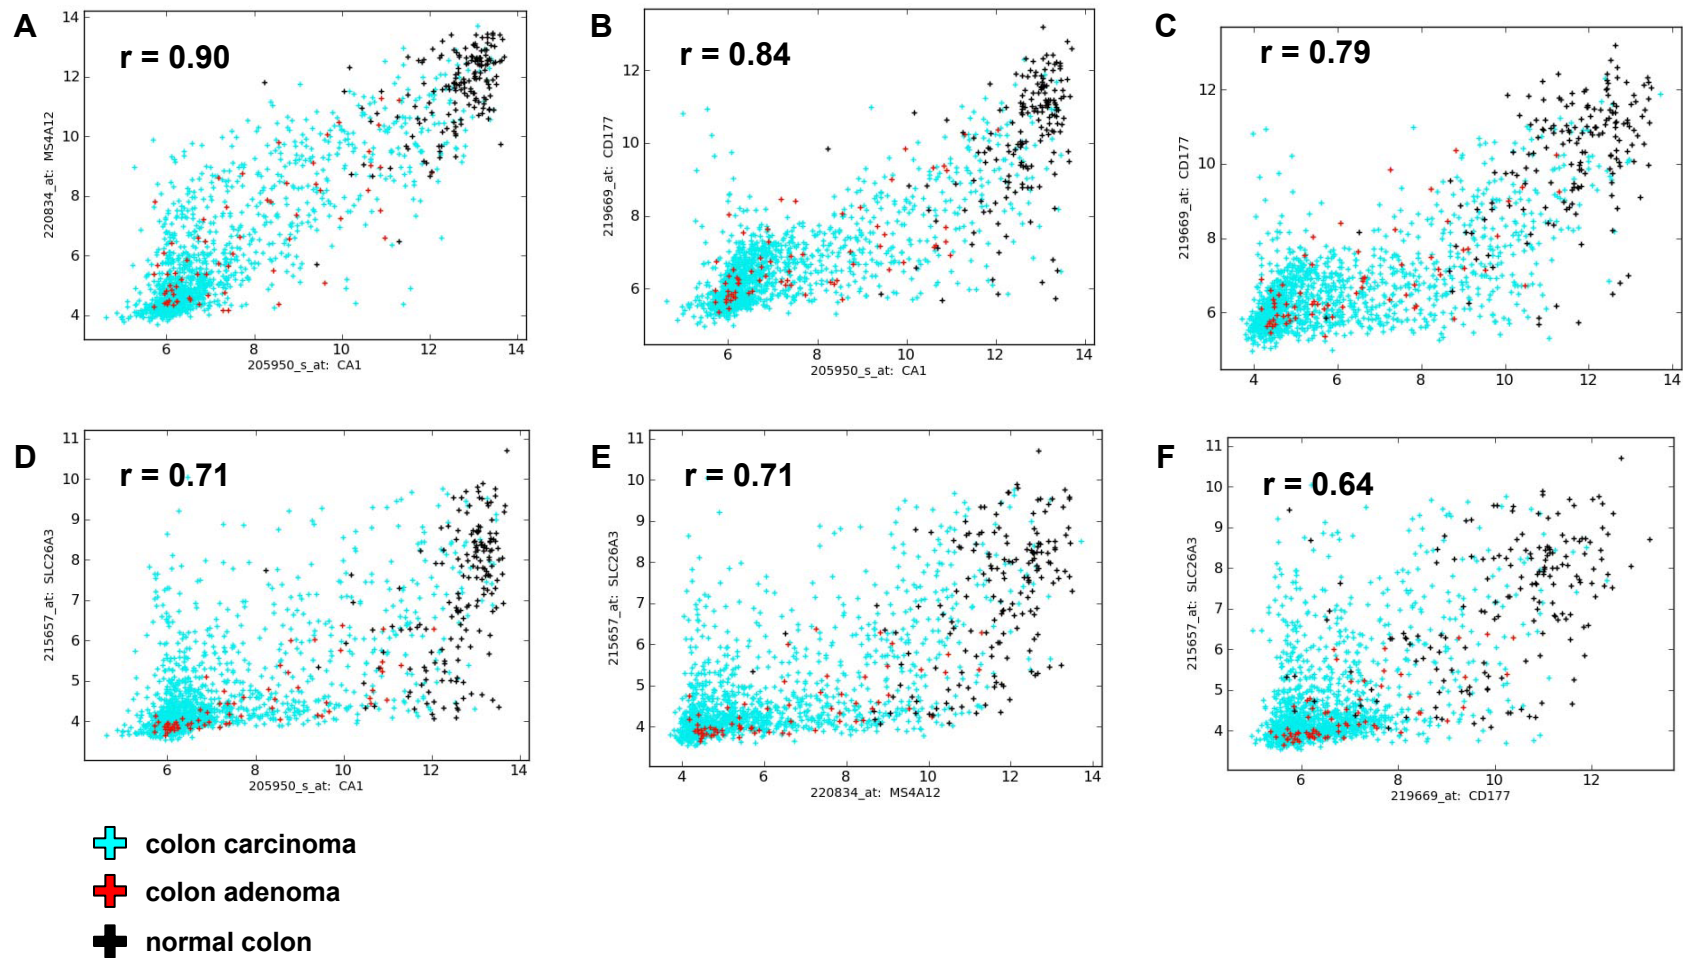 A
r = 0.90
14
12
10
8
6
4
220834_at: MS4A12
6
8
10
12
14
205950_s_at: CA1
B
r = 0.84
12
10
8
6
219669_at: CD177
6
8
10
12
14
205950_s_at: CA1
C
r = 0.79
12
10
8
6
219669_at: CD177
4
6
8
10
12
14
D
r = 0.71
11
10
9
8
7
6
5
4
215657_at: SLC26A3
6
8
10
12
14
205950_s_at: CA1
E
r = 0.71
11
10
9
8
7
6
5
4
215657_at: SLC26A3
4
6
8
10
12
14
220834_at: MS4A12
F
r = 0.64
11
10
9
8
7
6
5
4
215657_at: SLC26A3
6
8
10
12
219669_at: CD177
colon carcinoma
colon adenoma
normal colon